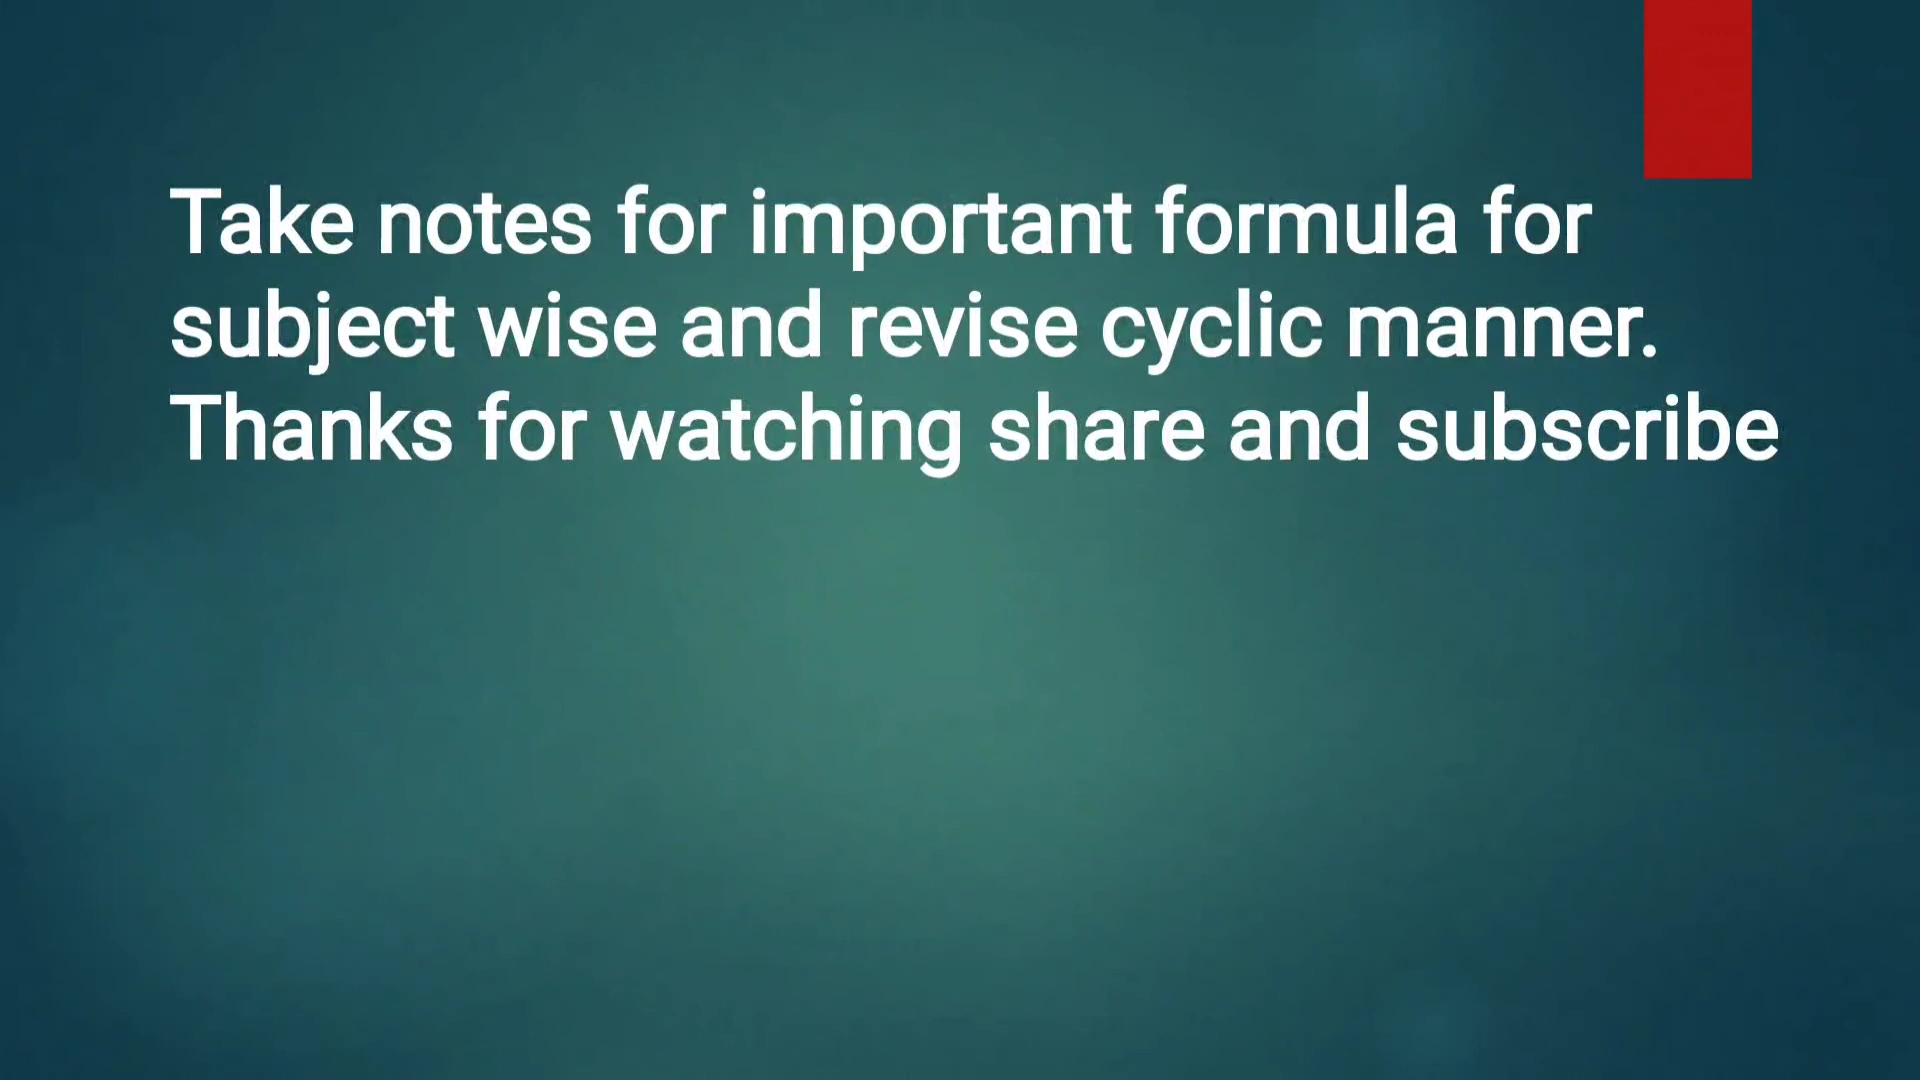 Take notes for important formula for
subject wise and revise cyclic manner.
Thanks for watching share and subscribe